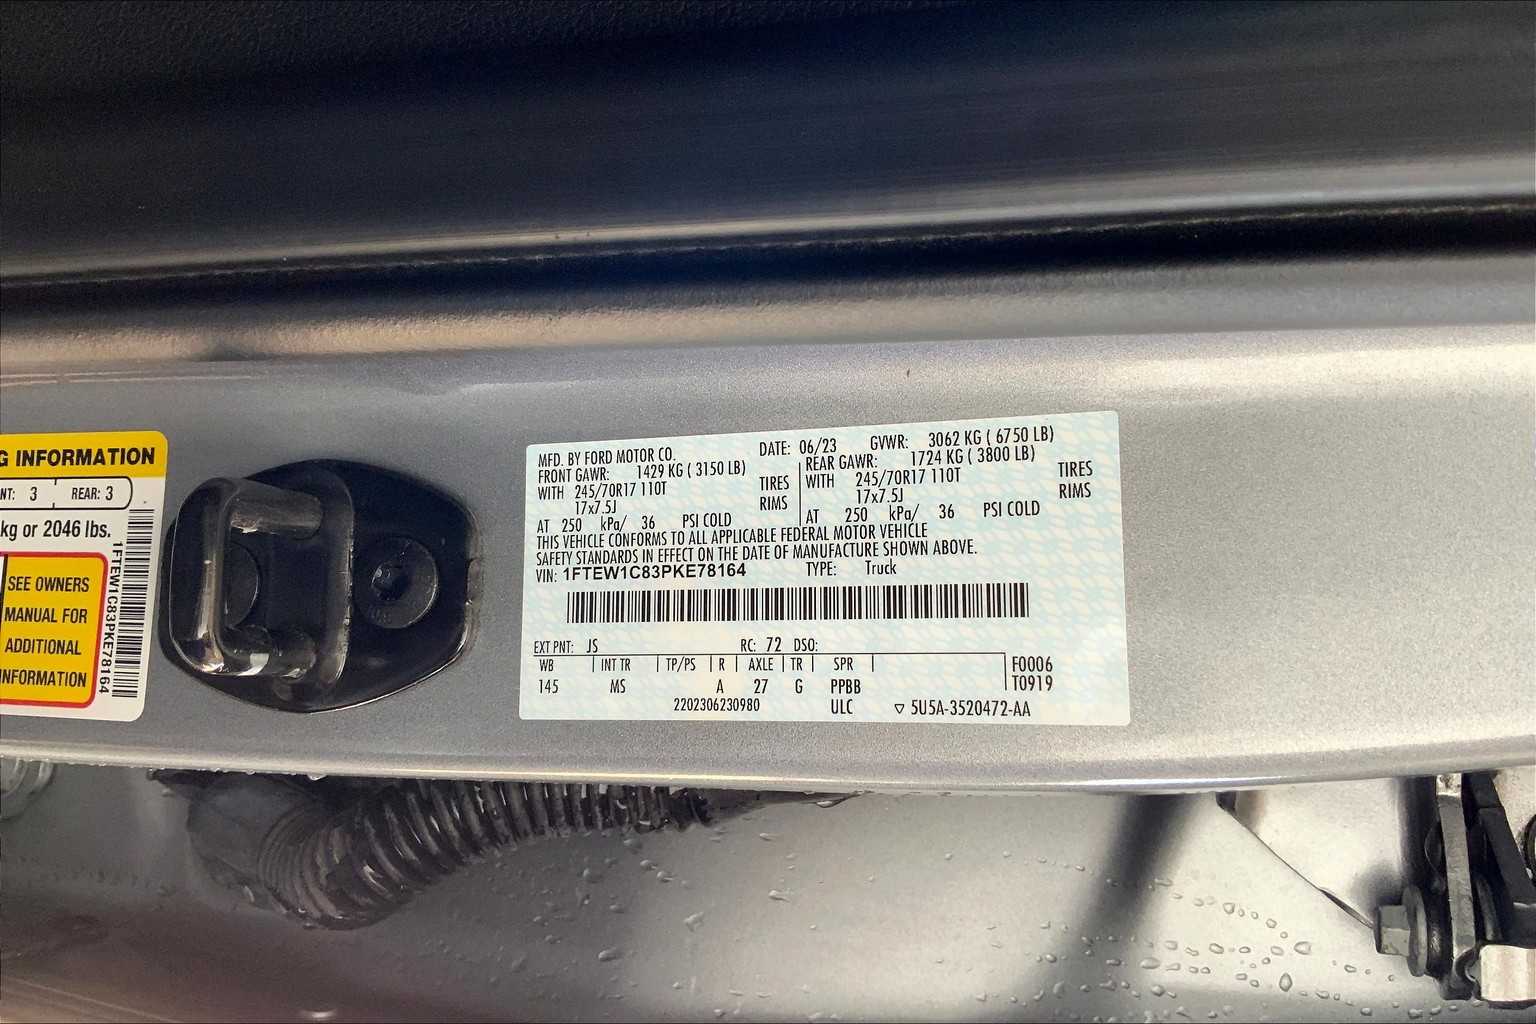 G INFORMATION
NT: 3 REAR: 3
kg or 2046 lbs.
SEE OWNERS
MANUAL FOR
ADDITIONAL
INFORMATION
1FTEW1C83PKE78164
MFD. BY FORD MOTOR CO. DATE: 06/23 GVWR: 3062 KG ( 6750 LB)
FRONT GAWR: 1429 KG ( 3150 LB) REAR GAWR: 1724 KG ( 3800 LB)
WITH 245/70R17 110T TIRES WITH 245/70R17 110T TIRES
17x7.5J RIMS 17x7.5J RIMS
AT 250 kPa/ 36 PSI COLD AT 250 kPa/ 36 PSI COLD
THIS VEHICLE CONFORMS TO ALL APPLICABLE FEDERAL MOTOR VEHICLE
SAFETY STANDARDS IN EFFECT ON THE DATE OF MANUFACTURE SHOWN ABOVE.
VIN: 1FTEW1C83PKE78164 TYPE: Truck
EXT PNT: JS RC: 72 DSO:
WB INT TR TP/PS R AXLE TR SPR F0006
145 MS A 27 G PPBB T0919
2202306230980 ULC ▽ 5U5A-3520472-AA